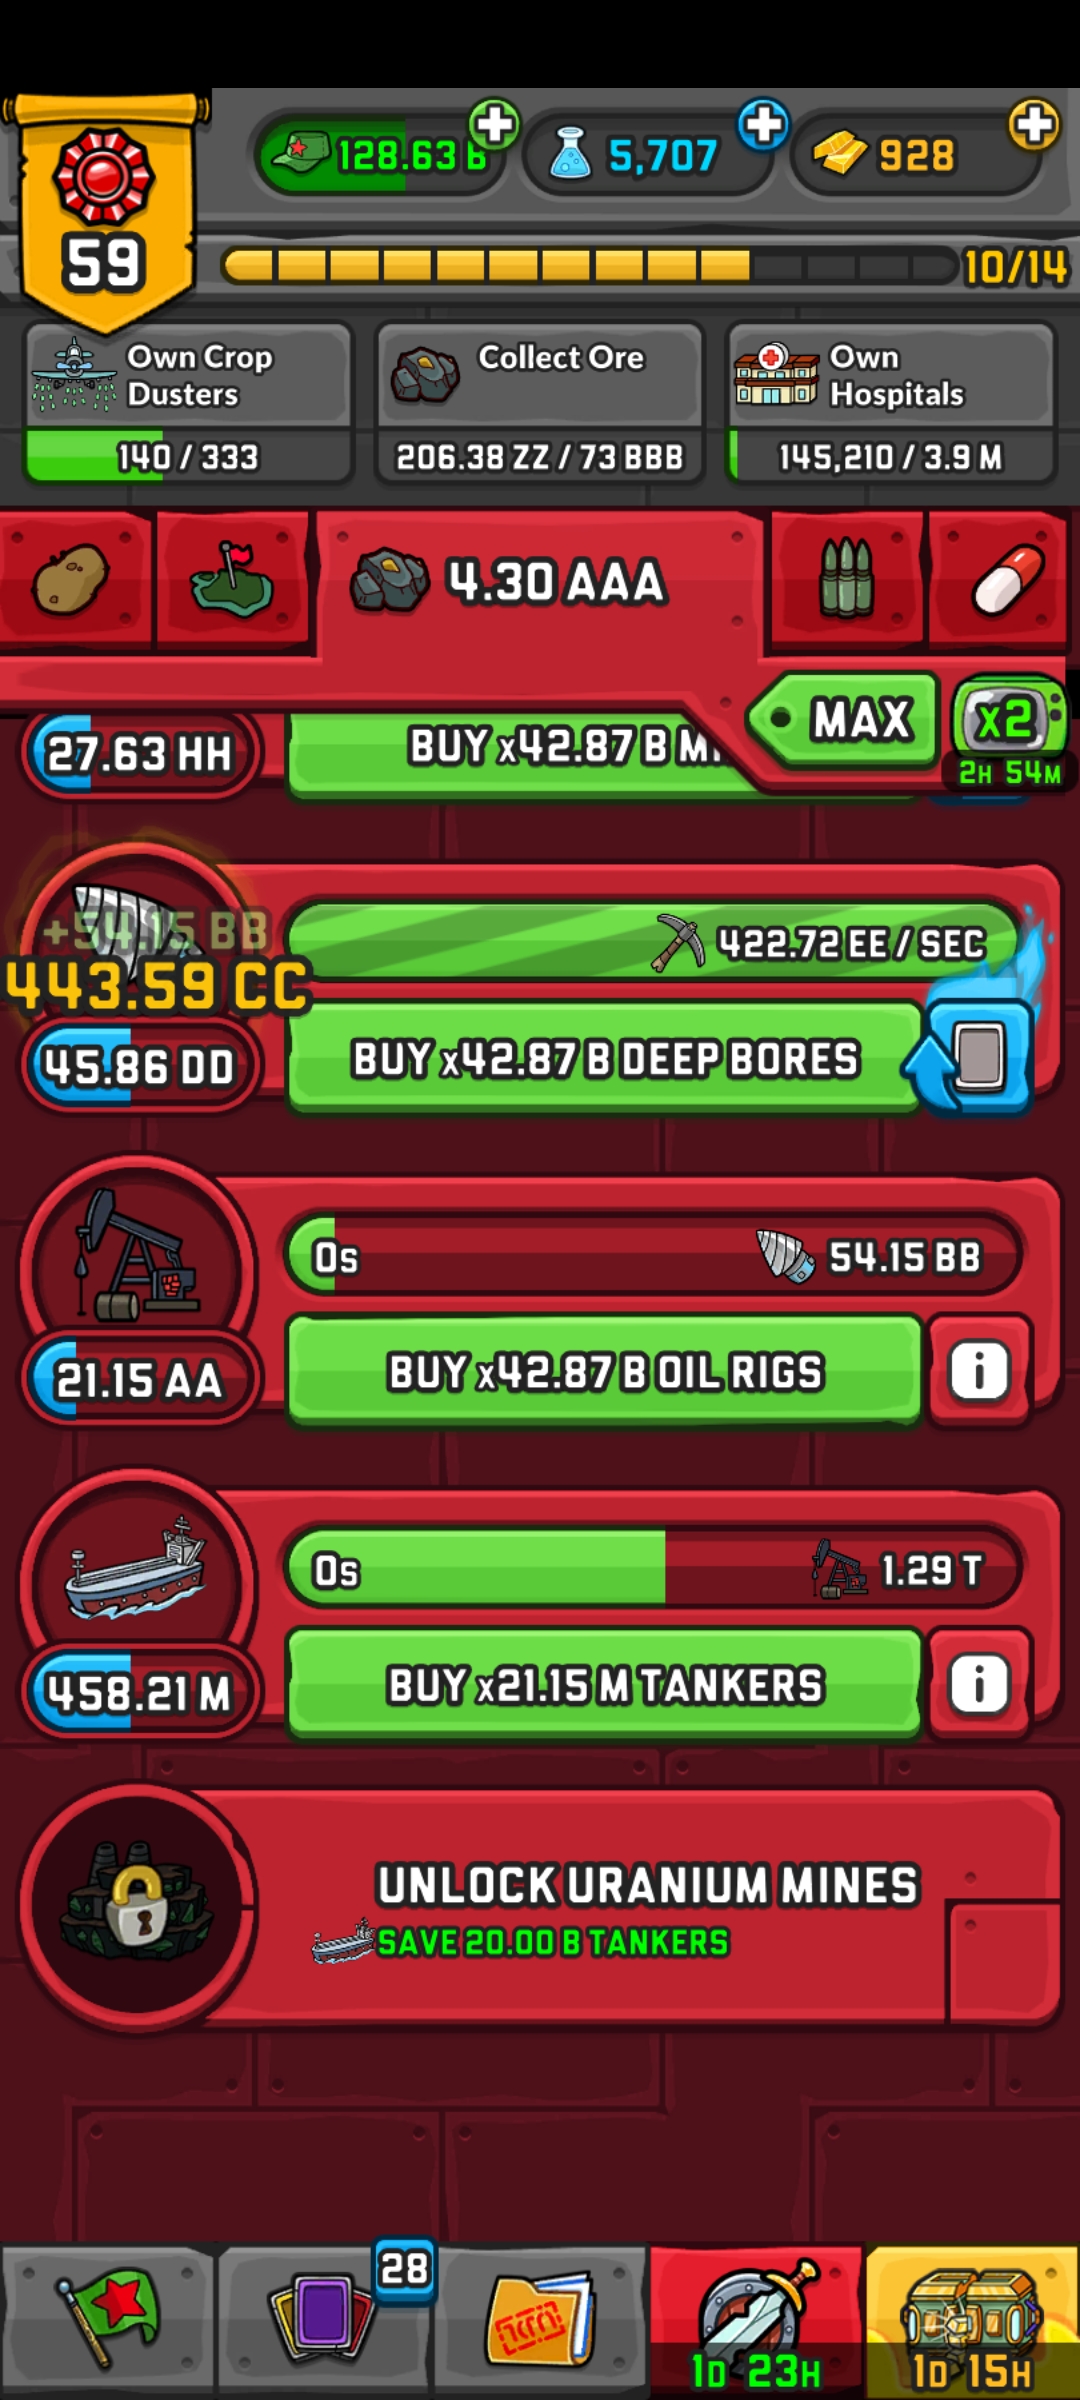 128.63 B
5,707
928
59
10/14
Own Crop
Dusters
140 / 333
Collect Ore
206.38 ZZ / 73 BBB
Own
Hospitals
145,210 / 3.9 M
4.30 AAA
MAX
x2
2H 54M
27.63 HH
BUY x42.87 B
+54.15 BB
443.59 CC
422.72 EE / SEC
45.86 DD
BUY x42.87 B DEEP BORES
0s
54.15 BB
21.15 AA
BUY x42.87 B OIL RIGS
i
0s
1.29 T
458.21 M
BUY x21.15 M TANKERS
i
UNLOCK URANIUM MINES
SAVE 20.00 B TANKERS
28
1D 23H
1D 15H